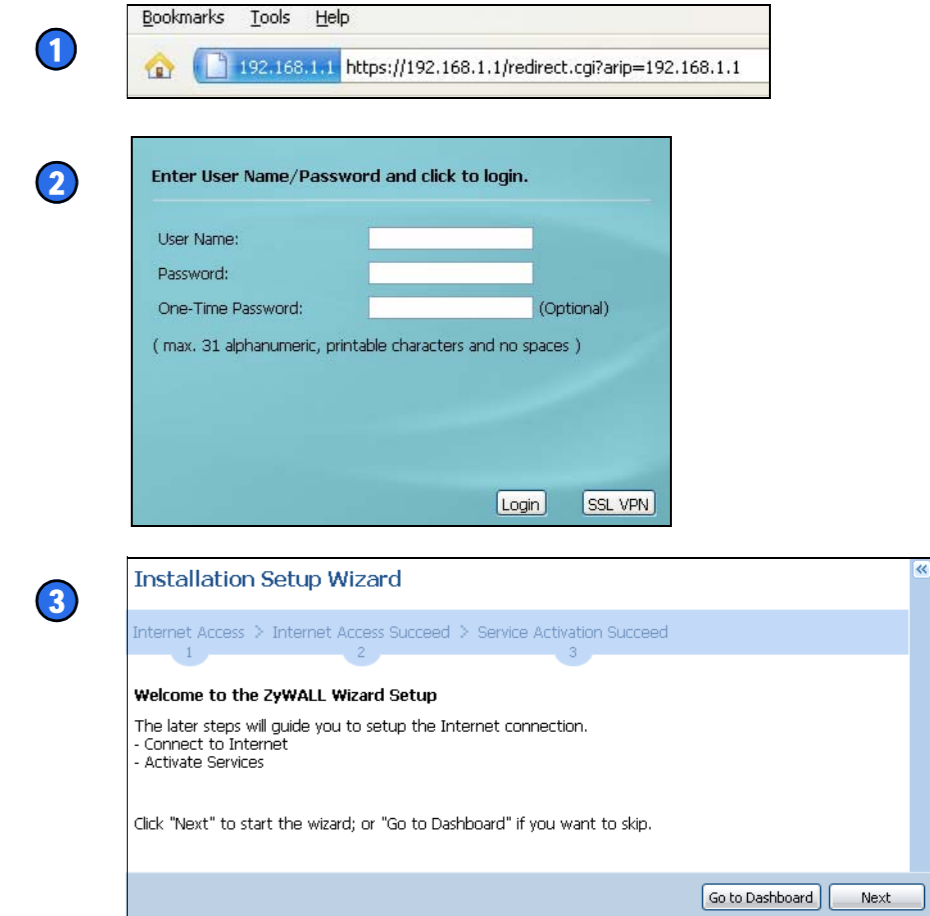 1
Bookmarks Tools Help
192.168.1.1 https://192.168.1.1/redirect.cgi?arip=192.168.1.1
2
Enter User Name/Password and click to login.
User Name:
Password:
One-Time Password: (Optional)
( max. 31 alphanumeric, printable characters and no spaces )
Login SSL VPN
3
Installation Setup Wizard
«
Internet Access > Internet Access Succeed > Service Activation Succeed
1 2 3
Welcome to the ZyWALL Wizard Setup
The later steps will guide you to setup the Internet connection.
- Connect to Internet
- Activate Services
Click "Next" to start the wizard; or "Go to Dashboard" if you want to skip.
Go to Dashboard Next